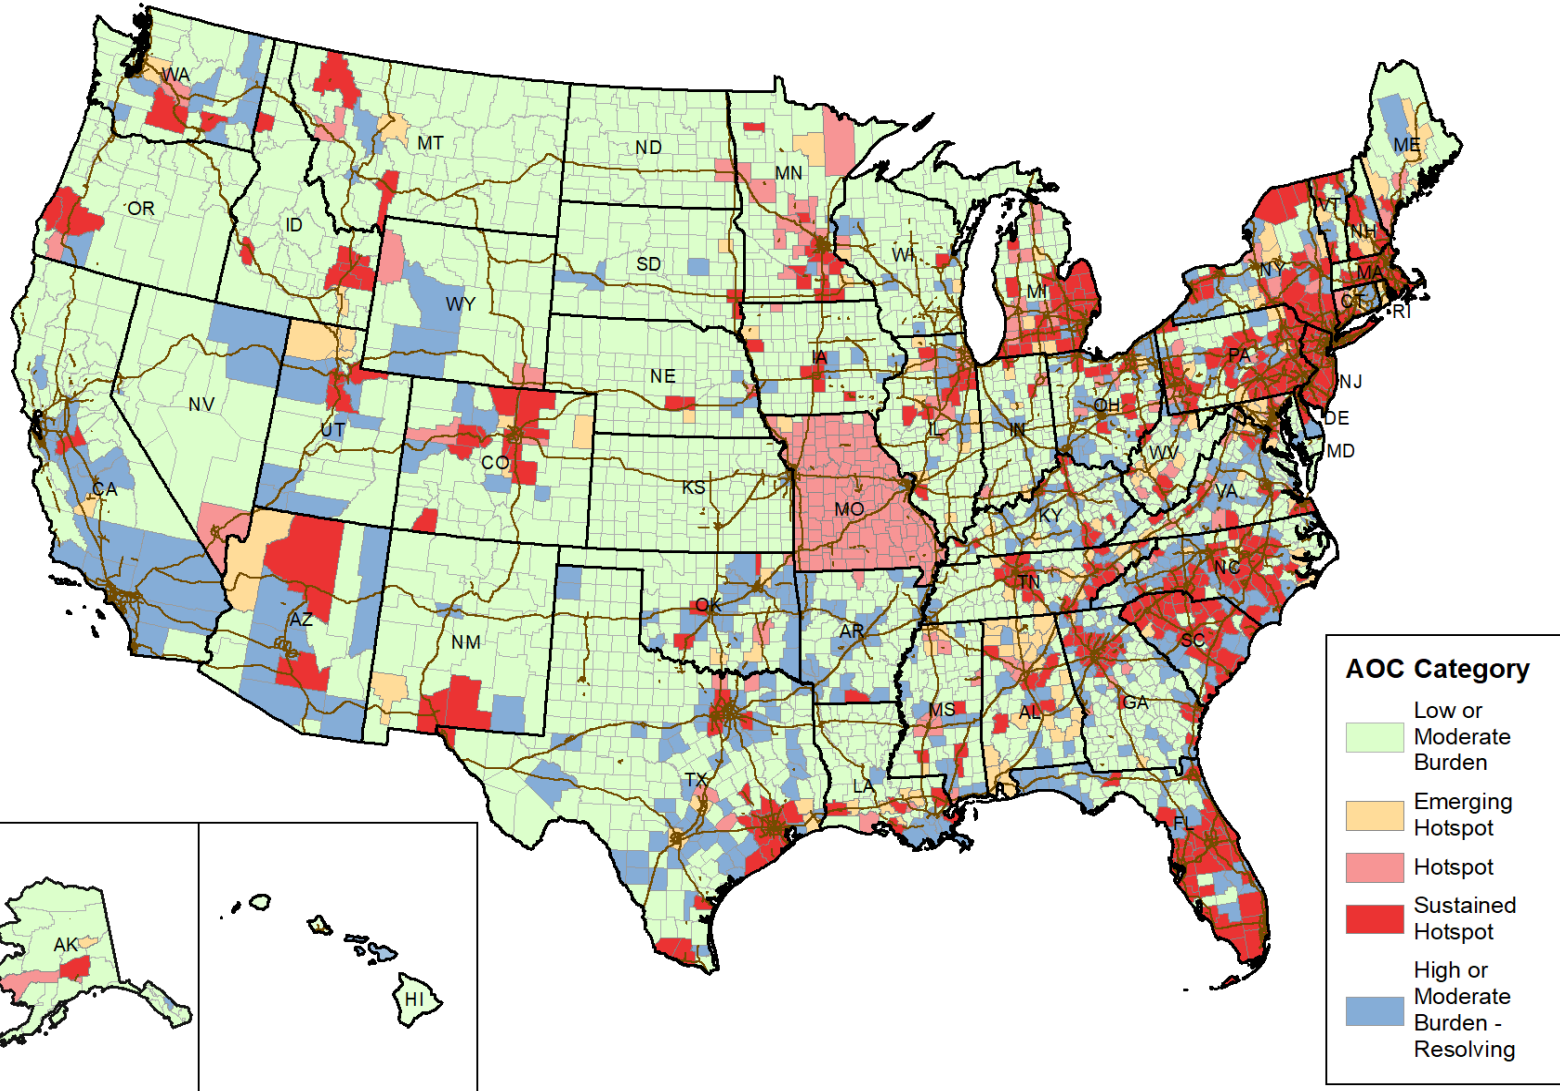 WA
MT
ND
MN
ME
OR
ID
SD
WI
VT
NH
WY
MI
NY
MA
CT
RI
NV
NE
IA
PA
NJ
UT
IL
IN
OH
DE
CO
WV
MD
CA
KS
MO
KY
VA
AZ
NM
OK
AR
TN
NC
SC
MS
AL
GA
TX
LA
FL
AK
HI
AOC Category
Low or
Moderate
Burden
Emerging
Hotspot
Hotspot
Sustained
Hotspot
High or
Moderate
Burden -
Resolving